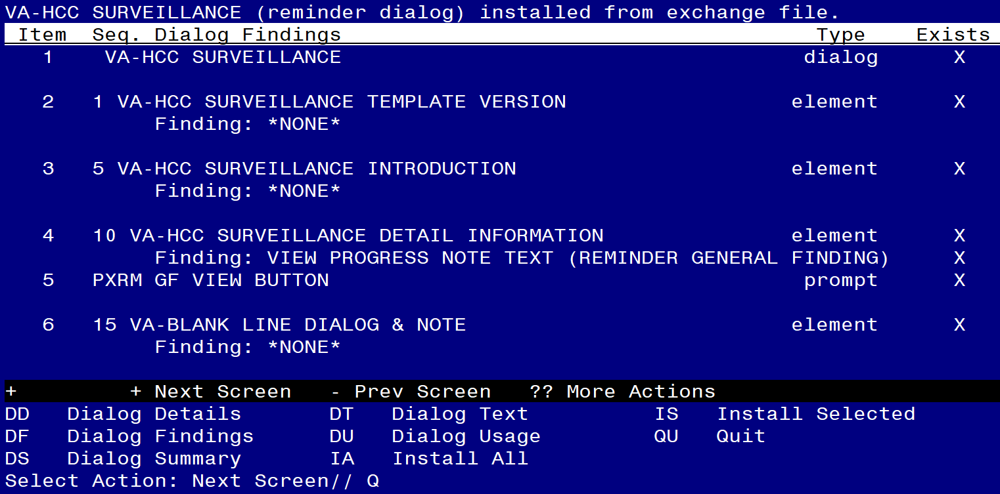 VA-HCC SURVEILLANCE (reminder dialog) installed from exchange file.
Item Seq. Dialog Findings Type Exists
1 VA-HCC SURVEILLANCE dialog X
2 1 VA-HCC SURVEILLANCE TEMPLATE VERSION element X
Finding: *NONE*
3 5 VA-HCC SURVEILLANCE INTRODUCTION element X
Finding: *NONE*
4 10 VA-HCC SURVEILLANCE DETAIL INFORMATION element X
Finding: VIEW PROGRESS NOTE TEXT (REMINDER GENERAL FINDING) X
5 PXRM GF VIEW BUTTON prompt X
6 15 VA-BLANK LINE DIALOG & NOTE element X
Finding: *NONE*
+ + Next Screen - Prev Screen ?? More Actions
DD Dialog Details DT Dialog Text IS Install Selected
DF Dialog Findings DU Dialog Usage QU Quit
DS Dialog Summary IA Install All
Select Action: Next Screen// Q